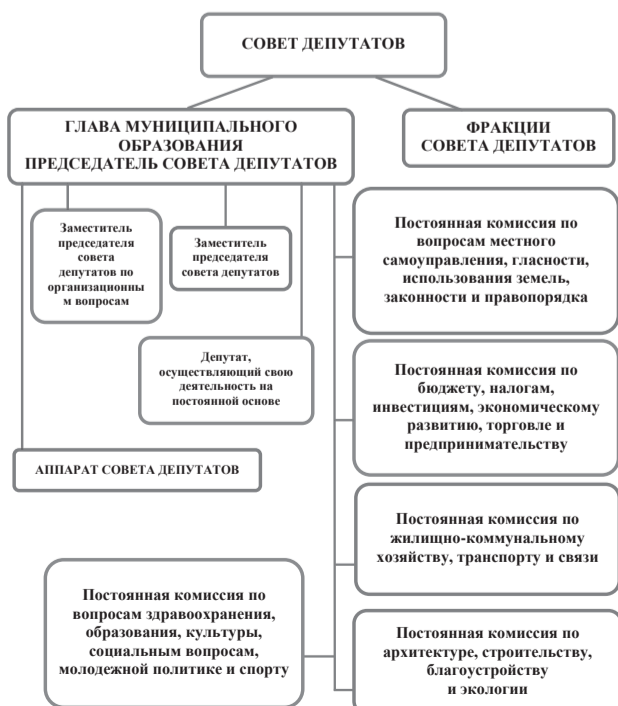 СОВЕТ ДЕПУТАТОВ
ГЛАВА МУНИЦИПАЛЬНОГО
ОБРАЗОВАНИЯ
ПРЕДСЕДАТЕЛЬ СОВЕТА ДЕПУТАТОВ
ФРАКЦИИ
СОВЕТА ДЕПУТАТОВ
Заместитель
председателя
совета
депутатов по
организационны
м вопросам
Заместитель
председателя
совета депутатов
Депутат,
осуществляющий свою
деятельность на
постоянной основе
АППАРАТ СОВЕТА ДЕПУТАТОВ
Постоянная комиссия по
вопросам местного
самоуправления, гласности,
использования земель,
законности и правопорядка
Постоянная комиссия по
бюджету, налогам,
инвестициям, экономическому
развитию, торговле и
предпринимательству
Постоянная комиссия по
жилищно-коммунальному
хозяйству, транспорту и связи
Постоянная комиссия по
вопросам здравоохранения,
образования, культуры,
социальным вопросам,
молодежной политике и спорту
Постоянная комиссия по
архитектуре, строительству,
благоустройству
и экологии